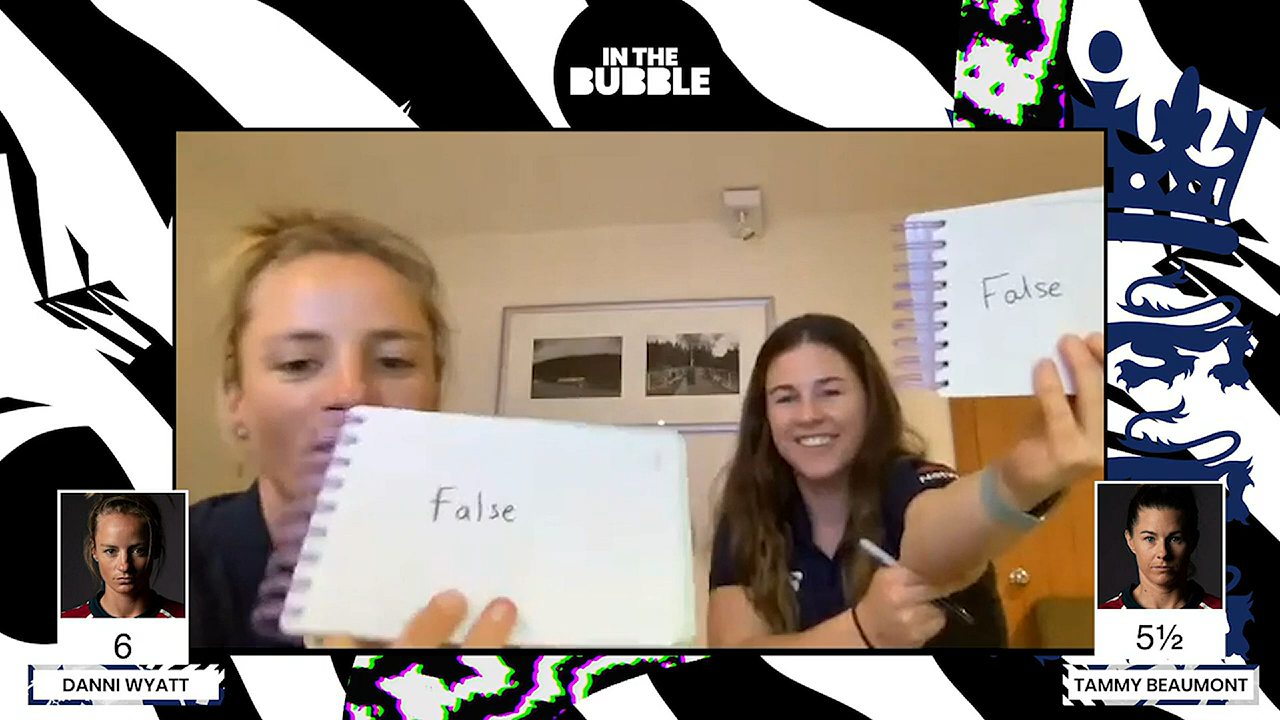 IN THE
BUBBLE
False
False
6
DANNI WYATT
5½
TAMMY BEAUMONT